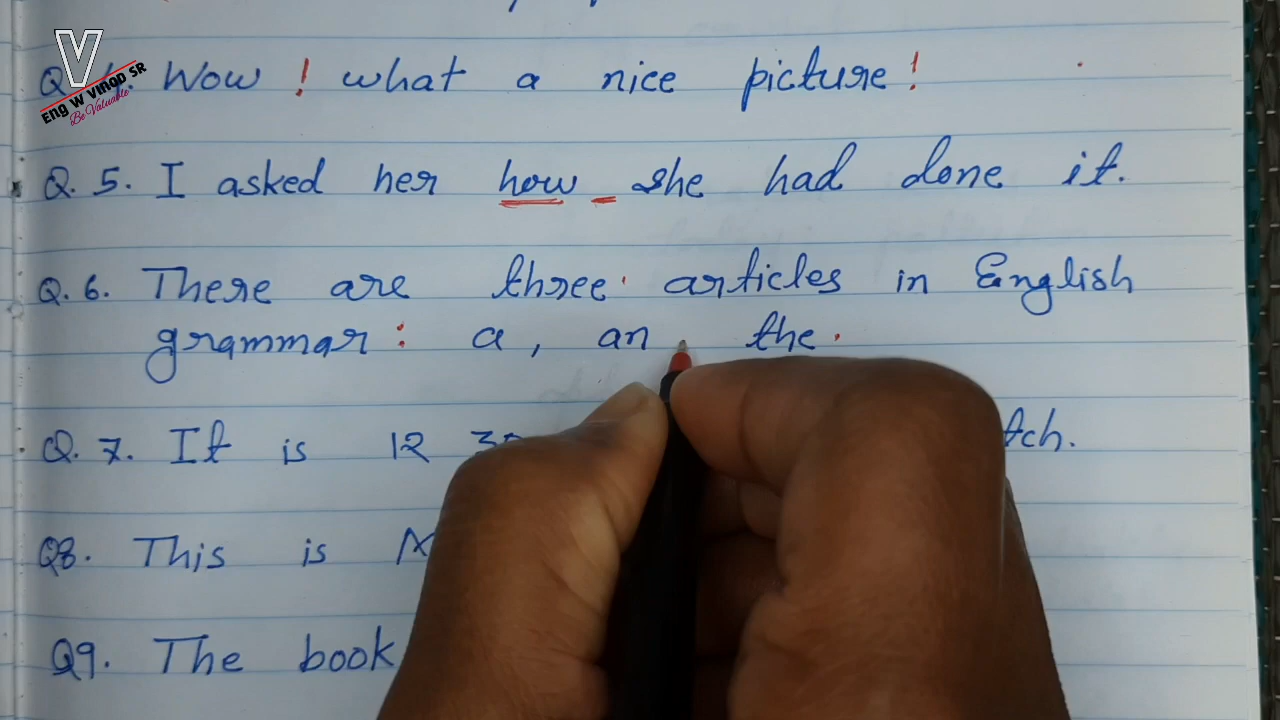 V
Eng W Vinod SR
Be Valuable
Wow ! what a nice picture !
Q. 5. I asked her how she had done it.
Q. 6. There are three articles in English
grammar : a , an the .
Q. 7. It is 12 30
Q8. This is
Q9. The book